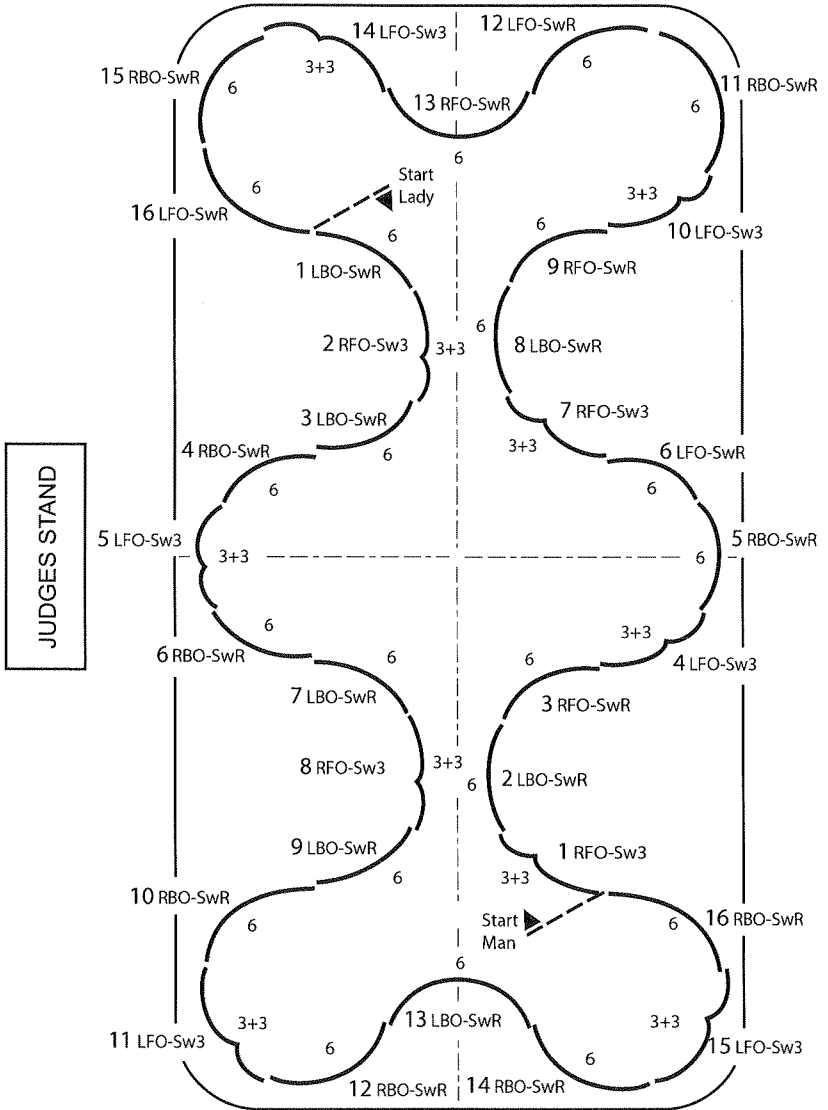 14 LFO-Sw3
12 LFO-SwR
15 RBO-SwR
3+3
6
6
11 RBO-SwR
13 RFO-SwR
6
6
Start
Lady
6
3+3
16 LFO-SwR
6
6
10 LFO-Sw3
1 LBO-SwR
9 RFO-SwR
6
2 RFO-Sw3
3+3
8 LBO-SwR
3 LBO-SwR
7 RFO-Sw3
4 RBO-SwR
6
3+3
6 LFO-SwR
6
6
JUDGES STAND
5 LFO-Sw3
3+3
6
5 RBO-SwR
6
3+3
6 RBO-SwR
6
6
4 LFO-Sw3
7 LBO-SwR
3 RFO-SwR
8 RFO-Sw3
3+3
6
2 LBO-SwR
9 LBO-SwR
1 RFO-Sw3
6
3+3
10 RBO-SwR
6
Start
Man
16 RBO-SwR
6
6
3+3
13 LBO-SwR
3+3
11 LFO-Sw3
6
6
15 LFO-Sw3
12 RBO-SwR
14 RBO-SwR